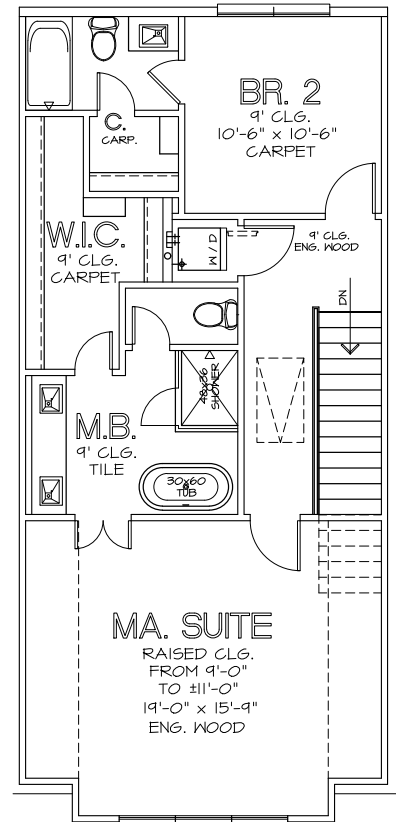 BR. 2
9' CLG.
10'-6" x 10'-6"
CARPET
C.
CARP.
W.I.C.
9' CLG.
CARPET
W / D
9' CLG.
ENG. WOOD
DN
48x36
SHOWER
M.B.
9' CLG.
TILE
30x60
TUB
MA. SUITE
RAISED CLG.
FROM 9'-0"
TO ±11'-0"
19'-0" x 15'-9"
ENG. WOOD